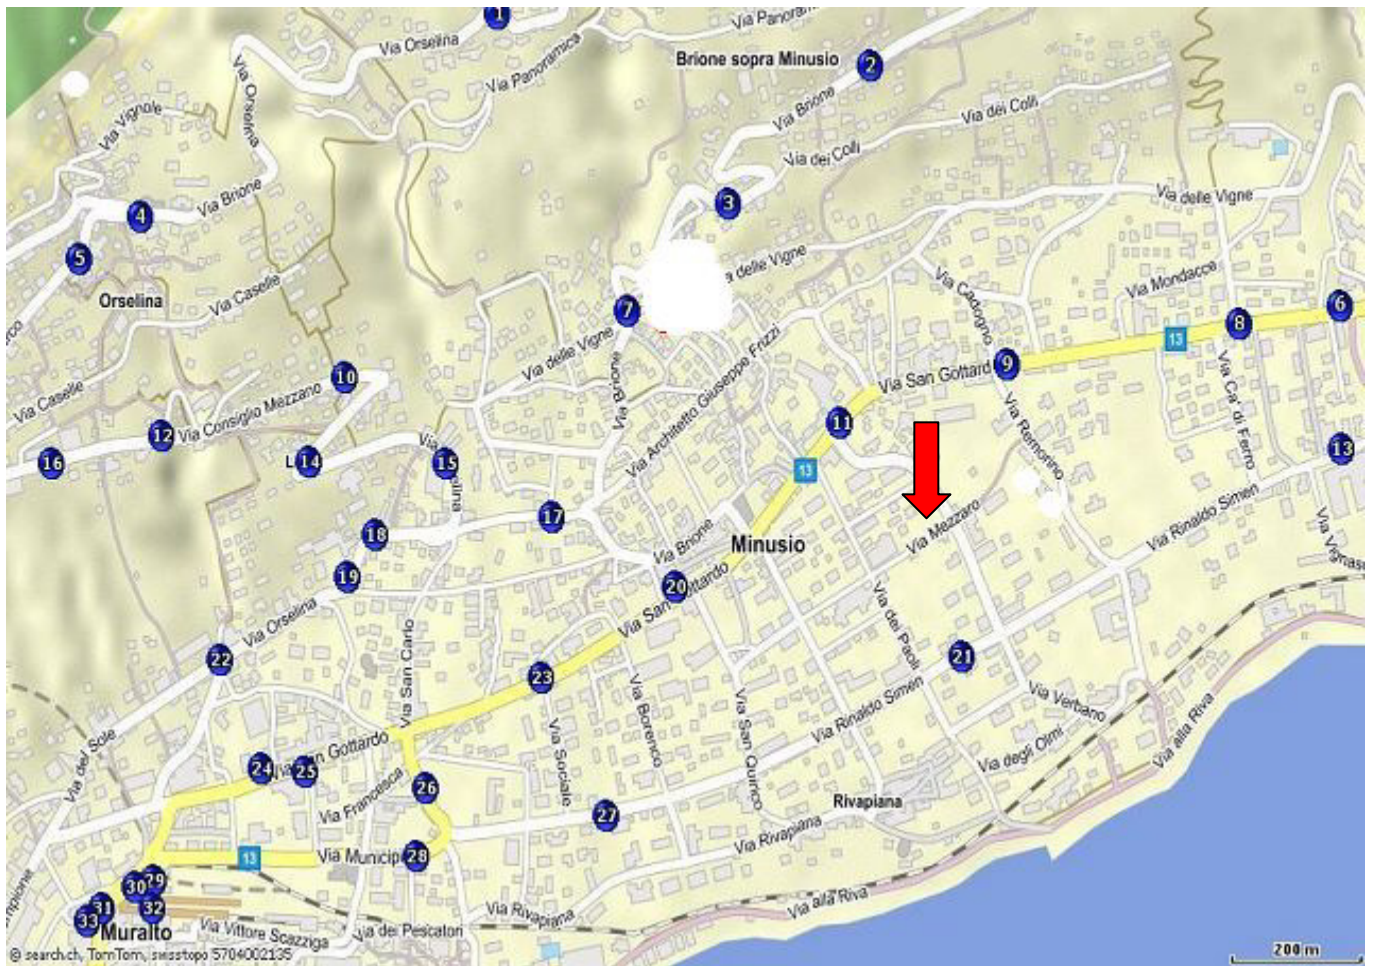 1
Via Orselina
Via Panoramica
Via Panoram
Brione sopra Minusio
2
Via Orselina
Via Vignole
Via Brione
Via dei Colli
Via dei Colli
4
Via Brione
3
Via delle Vigne
5
Orselina
Via Caselle
a delle Vigne
Via Cadogno
Via Mondacce
6
7
8
Via delle Vigne
13
9
Via San Gottard
10
Via Brione
Via Architetto Giuseppe Frizzi
Via Caselle
Via Consiglio Mezzano
12
11
Via Remorino
Via Ca' di Ferro
13
16
14
15
13
Via Rinaldo Simen
17
Via Mezzaro
18
Via Brione
Minusio
Via Vignas
19
20
Via San Gottardo
Via Orselina
Via San Carlo
Via dei Paoli
22
23
21
Via Borenco
Via San Quirico
Via Rinaldo Simen
Via Verbano
Via del Sole
Via San Gottardo
Via Sociale
Via degli Olmi
Via alla Riva
24
25
26
Via Francesca
27
Rivapiana
Via Rivapiana
13
Via Municipi
28
29
30
31
32
33
Muralto
Via Vittore Scazziga
Via dei Pescatori
Via Rivapiana
Via alla Riva
@ search.ch, TomTom, swisstopo 5704002135
200 m